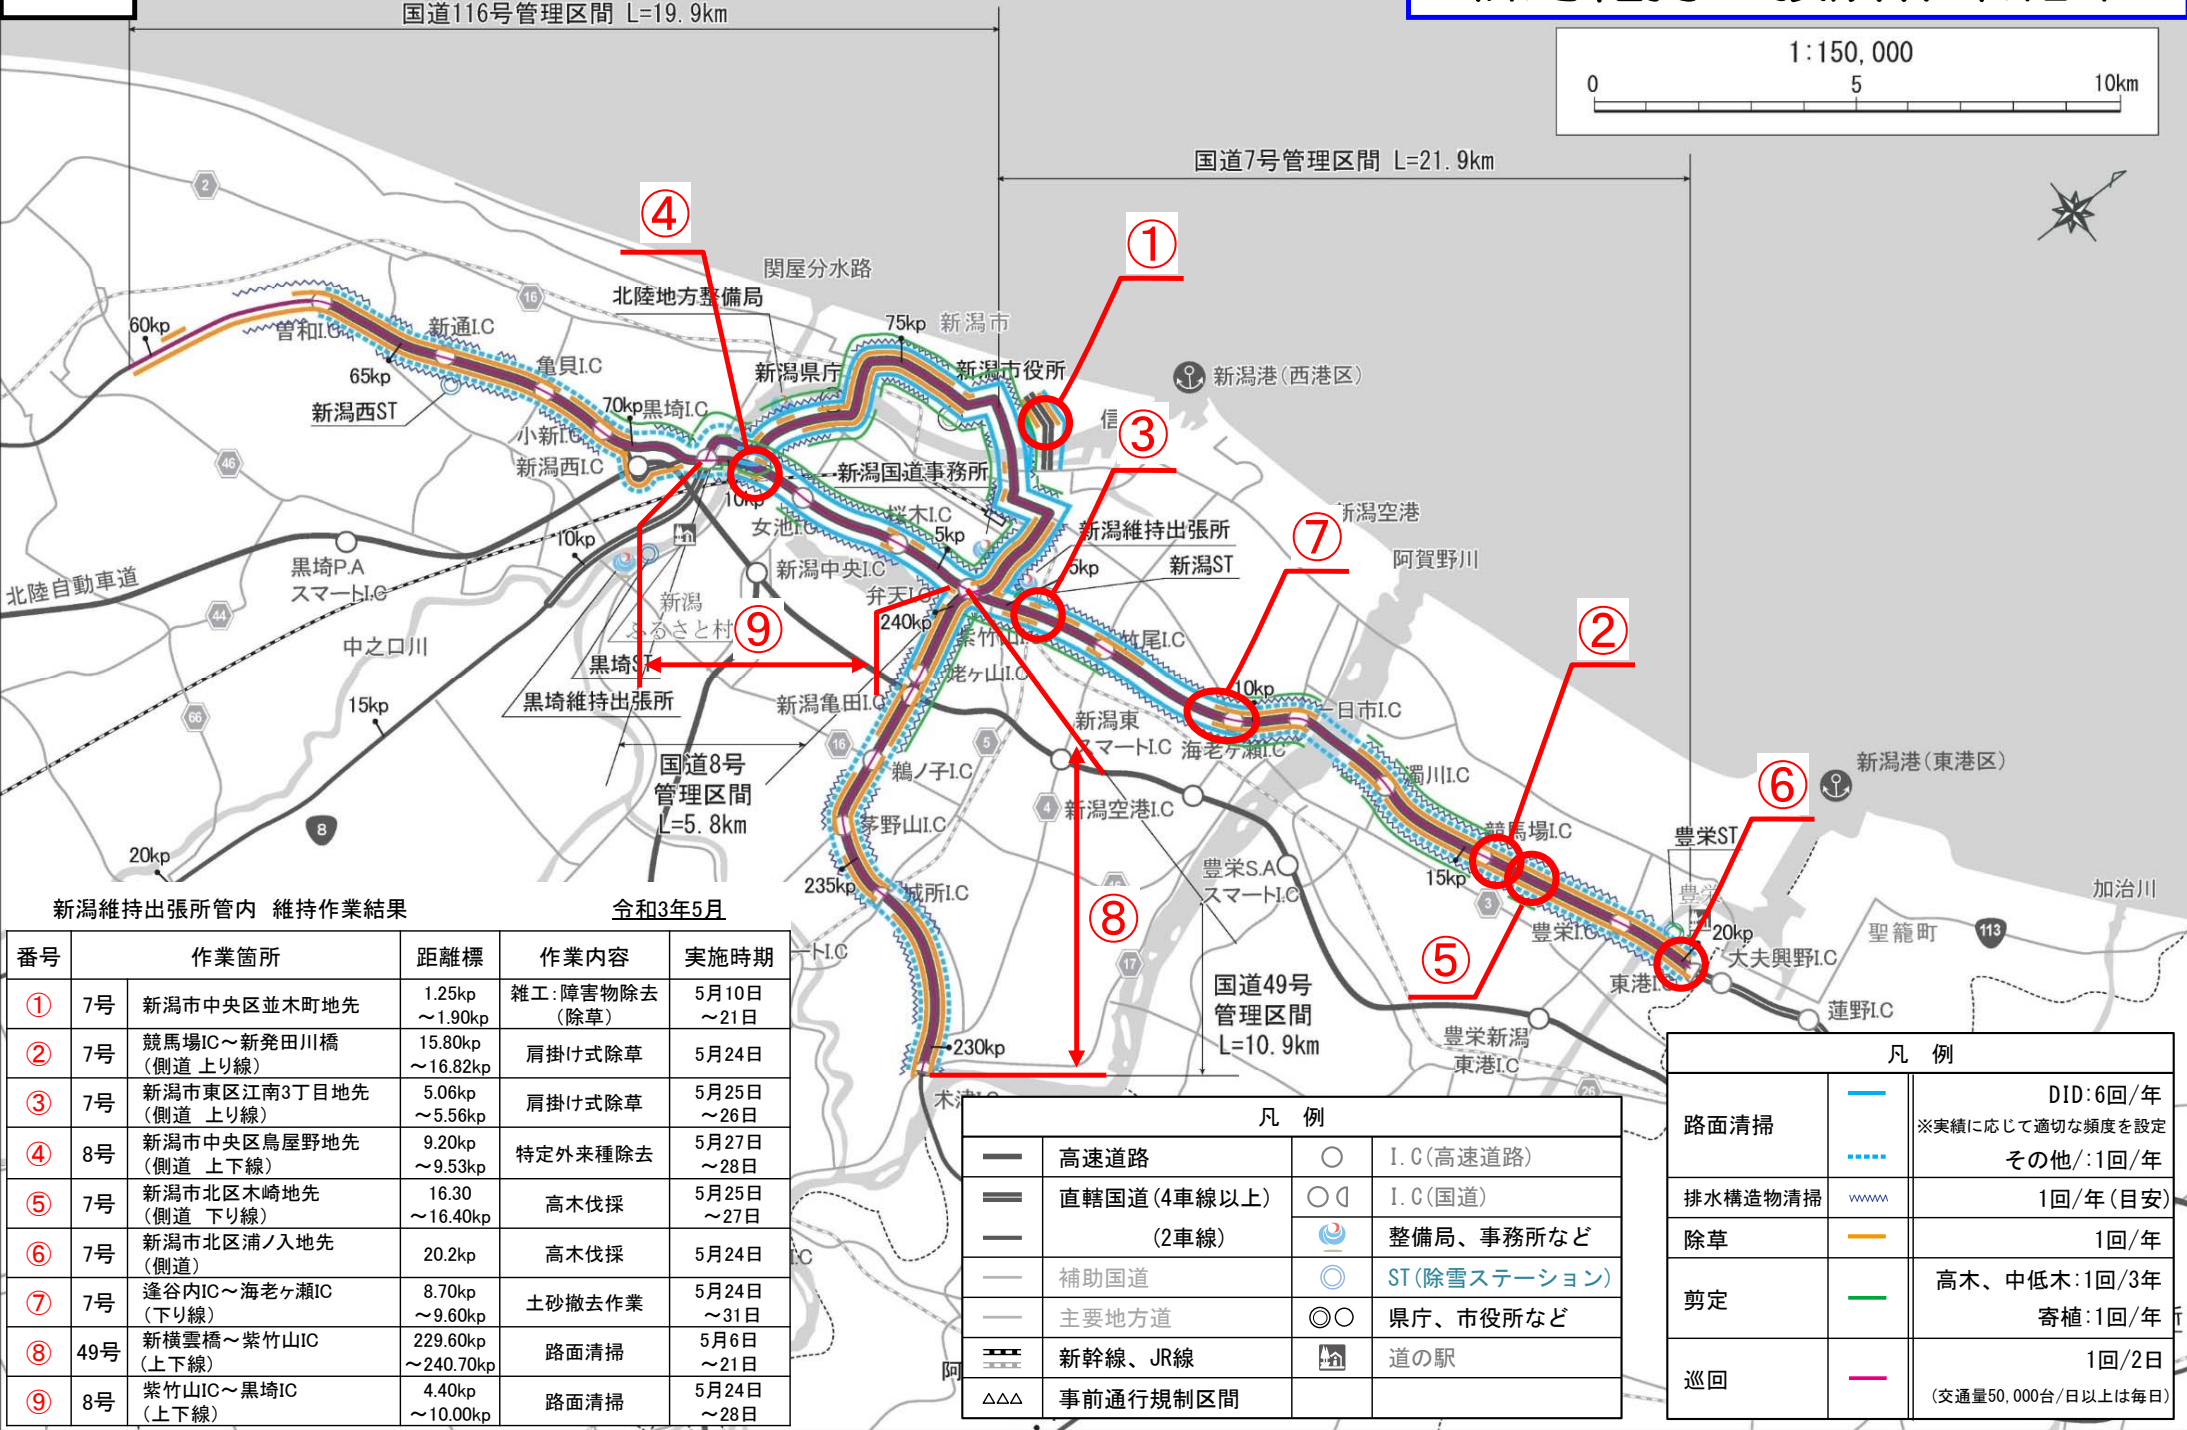 国道116号管理区間 L=19.9km
1:150,000
0 5 10km
国道7号管理区間 L=21.9km
④
①
関屋分水路
北陸地方整備局
2
16
60kp
曽和I.C
新通I.C
75kp
新潟市
65kp
亀貝I.C
新潟県庁
新潟市役所
新潟港(西港区)
新潟西ST
70kp
黒埼I.C
信
③
小新I.C
新潟西I.C
46
新潟国道事務所
10kp
女池I.C
桜木I.C
5kp
新潟空港
⑦
新潟維持出張所
5kp
新潟ST
阿賀野川
10kp
北陸自動車道
黒埼P.A
スマートI.C
新潟中央I.C
弁天I.C
240kp
44
新潟
ふるさと村
⑨
紫竹山I.C
竹尾I.C
②
中之口川
黒埼ST
老ヶ山I.C
黒埼維持出張所
新潟亀田I.C
10kp
一日市I.C
66
15kp
16
5
新潟東
スマートI.C
海老ヶ瀬I.C
国道8号
管理区間
L=5.8km
鵜ノ子I.C
濁川I.C
新潟港(東港区)
⑥
4
新潟空港I.C
茅野山I.C
8
競馬場I.C
豊栄ST
20kp
235kp
城所I.C
豊栄S.A
スマートI.C
15kp
3
豊栄
加治川
⑧
⑤
豊栄I.C
20kp
聖籠町
113
大夫興野I.C
ートI.C
17
東港I.C
国道49号
管理区間
L=10.9km
蓮野I.C
230kp
豊栄新潟
東港I.C
26
新潟維持出張所管内 維持作業結果 令和3年5月
番号 作業箇所 距離標 作業内容 実施時期
① 7号 新潟市中央区並木町地先 1.25kp ～1.90kp 雑工:障害物除去 (除草) 5月10日 ～21日
② 7号 競馬場IC～新発田川橋 (側道 上り線) 15.80kp ～16.82kp 肩掛け式除草 5月24日
③ 7号 新潟市東区江南3丁目地先 (側道 上り線) 5.06kp ～5.56kp 肩掛け式除草 5月25日 ～26日
④ 8号 新潟市中央区鳥屋野地先 (側道 上下線) 9.20kp ～9.53kp 特定外来種除去 5月27日 ～28日
⑤ 7号 新潟市北区木崎地先 (側道 下り線) 16.30 ～16.40kp 高木伐採 5月25日 ～27日
⑥ 7号 新潟市北区浦ノ入地先 (側道) 20.2kp 高木伐採 5月24日
⑦ 7号 逢谷内IC～海老ヶ瀬IC (下り線) 8.70kp ～9.60kp 土砂撤去作業 5月24日 ～31日
⑧ 49号 新横雲橋～紫竹山IC (上下線) 229.60kp ～240.70kp 路面清掃 5月6日 ～21日
⑨ 8号 紫竹山IC～黒埼IC (上下線) 4.40kp ～10.00kp 路面清掃 5月24日 ～28日
凡 例
高速道路 I.C(高速道路)
直轄国道(4車線以上) I.C(国道)
(2車線) 整備局、事務所など
補助国道 ST(除雪ステーション)
主要地方道 県庁、市役所など
新幹線、JR線 道の駅
事前通行規制区間
凡 例
路面清掃 DID:6回/年
※実績に応じて適切な頻度を設定
その他/:1回/年
排水構造物清掃 1回/年(目安)
除草 1回/年
剪定 高木、中低木:1回/3年
寄植:1回/年
巡回 1回/2日
(交通量50,000台/日以上は毎日)